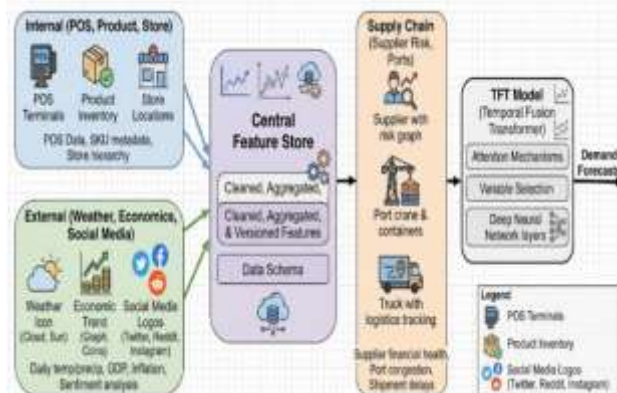 Internal (POS, Product, Store)
POS
Terminals
Product
Inventory
Store
Locations
POS Data, SKU metadata,
Store hierarchy
External (Weather, Economics,
Social Media)
Weather
Icon
(Cloud, Sun)
Economic
Trend
(Graph,
Coins)
Social Media
Logos
(Twitter, Reddit,
Instagram)
Daily temp/precip, GDP, Inflation,
Sentiment analysis
Central
Feature Store
Cleaned, Aggregated,
Cleaned, Aggregated,
& Versioned Features
Data Schema
Supply Chain
(Supplier Risk,
Ports)
Supplier with
risk graph
Port crane &
containers
Truck with
logistics tracking
Supplier financial health,
Port congestion,
Shipment delays
TFT Model
(Temporal Fusion
Transformer)
Attention Mechanisms
Variable Selection
Deep Neural
Network layers
Demand
Forecast
Legend
POS Terminals
Product Inventory
Social Media Logos
(Twitter, Reddit, Instagram)